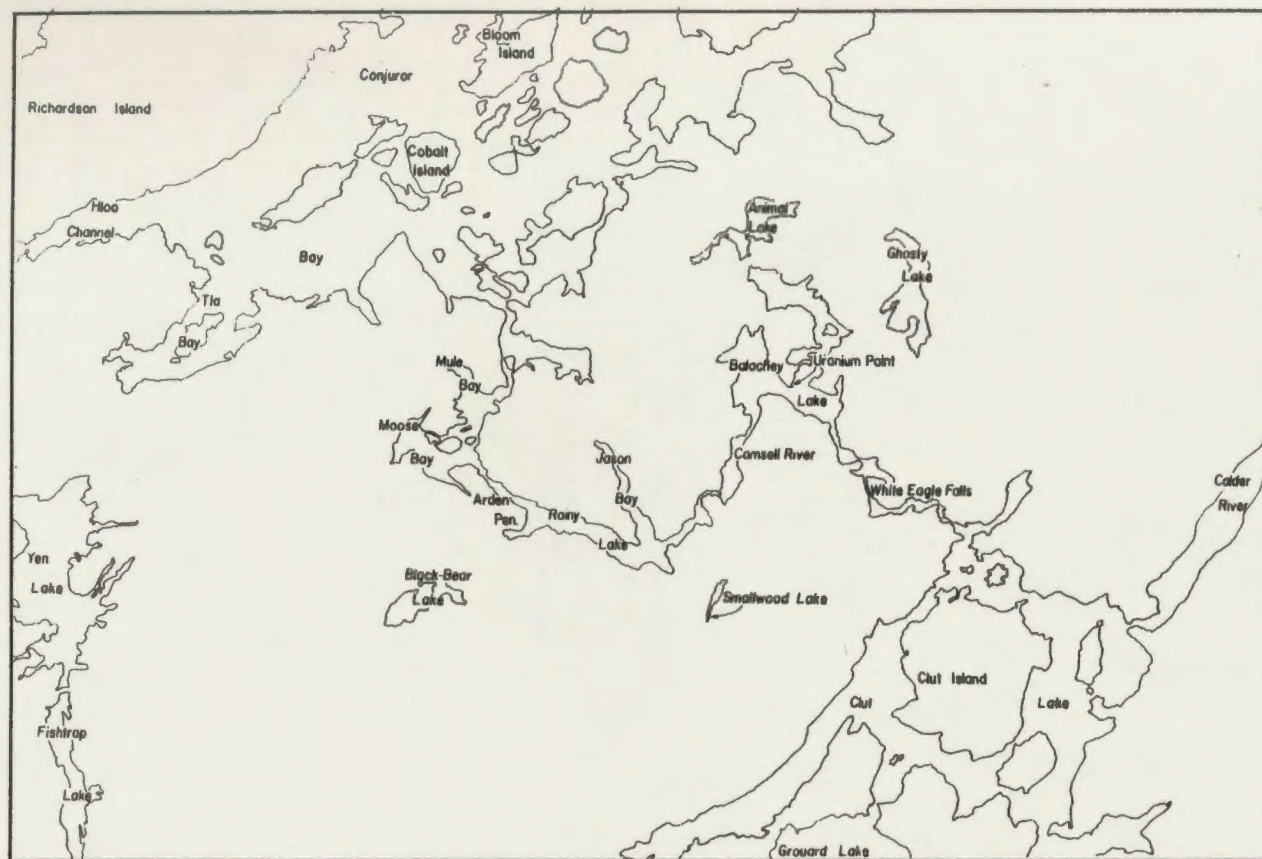 Bloom
Island
Conjuror
Richardson Island
Cobalt
Island
Hloo
Channel
Animal
Lake
Bay
Ghostly
Lake
Tla
Bay
Mule
Bay
Balachey
Uranium Point
Lake
Moose
Bay
Jason
Bay
Camsell River
White Eagle Falls
Calder
River
Arden
Pen.
Rainy
Lake
Yen
Lake
Black-Bear
Lake
Smallwood Lake
Clut Island
Clut
Lake
Fishtrap
Lake
Grouard Lake